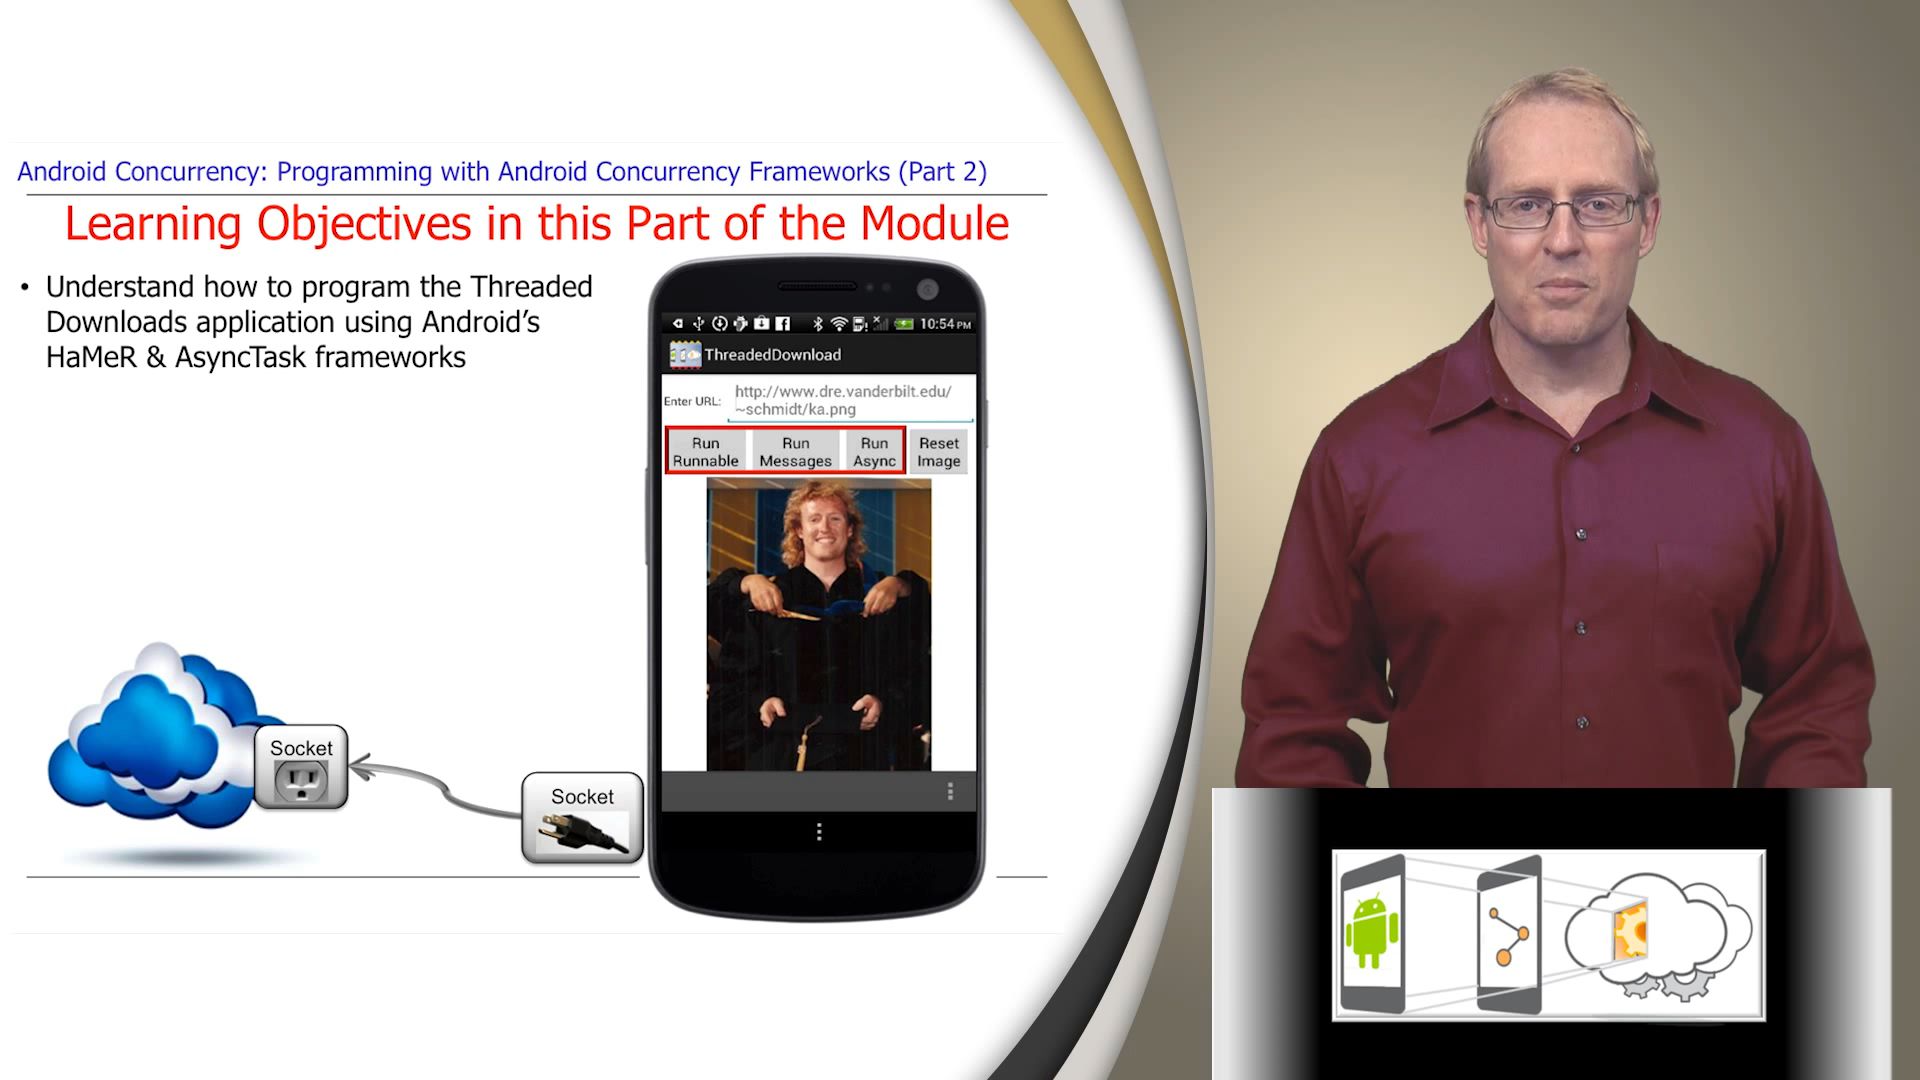 Android Concurrency: Programming with Android Concurrency Frameworks (Part 2)
Learning Objectives in this Part of the Module
• Understand how to program the Threaded
Downloads application using Android’s
HaMeR & AsyncTask frameworks
10:54 PM
ThreadedDownload
Enter URL:
http://www.dre.vanderbilt.edu/
~schmidt/ka.png
Run
Runnable
Run
Messages
Run
Async
Reset
Image
Socket
Socket